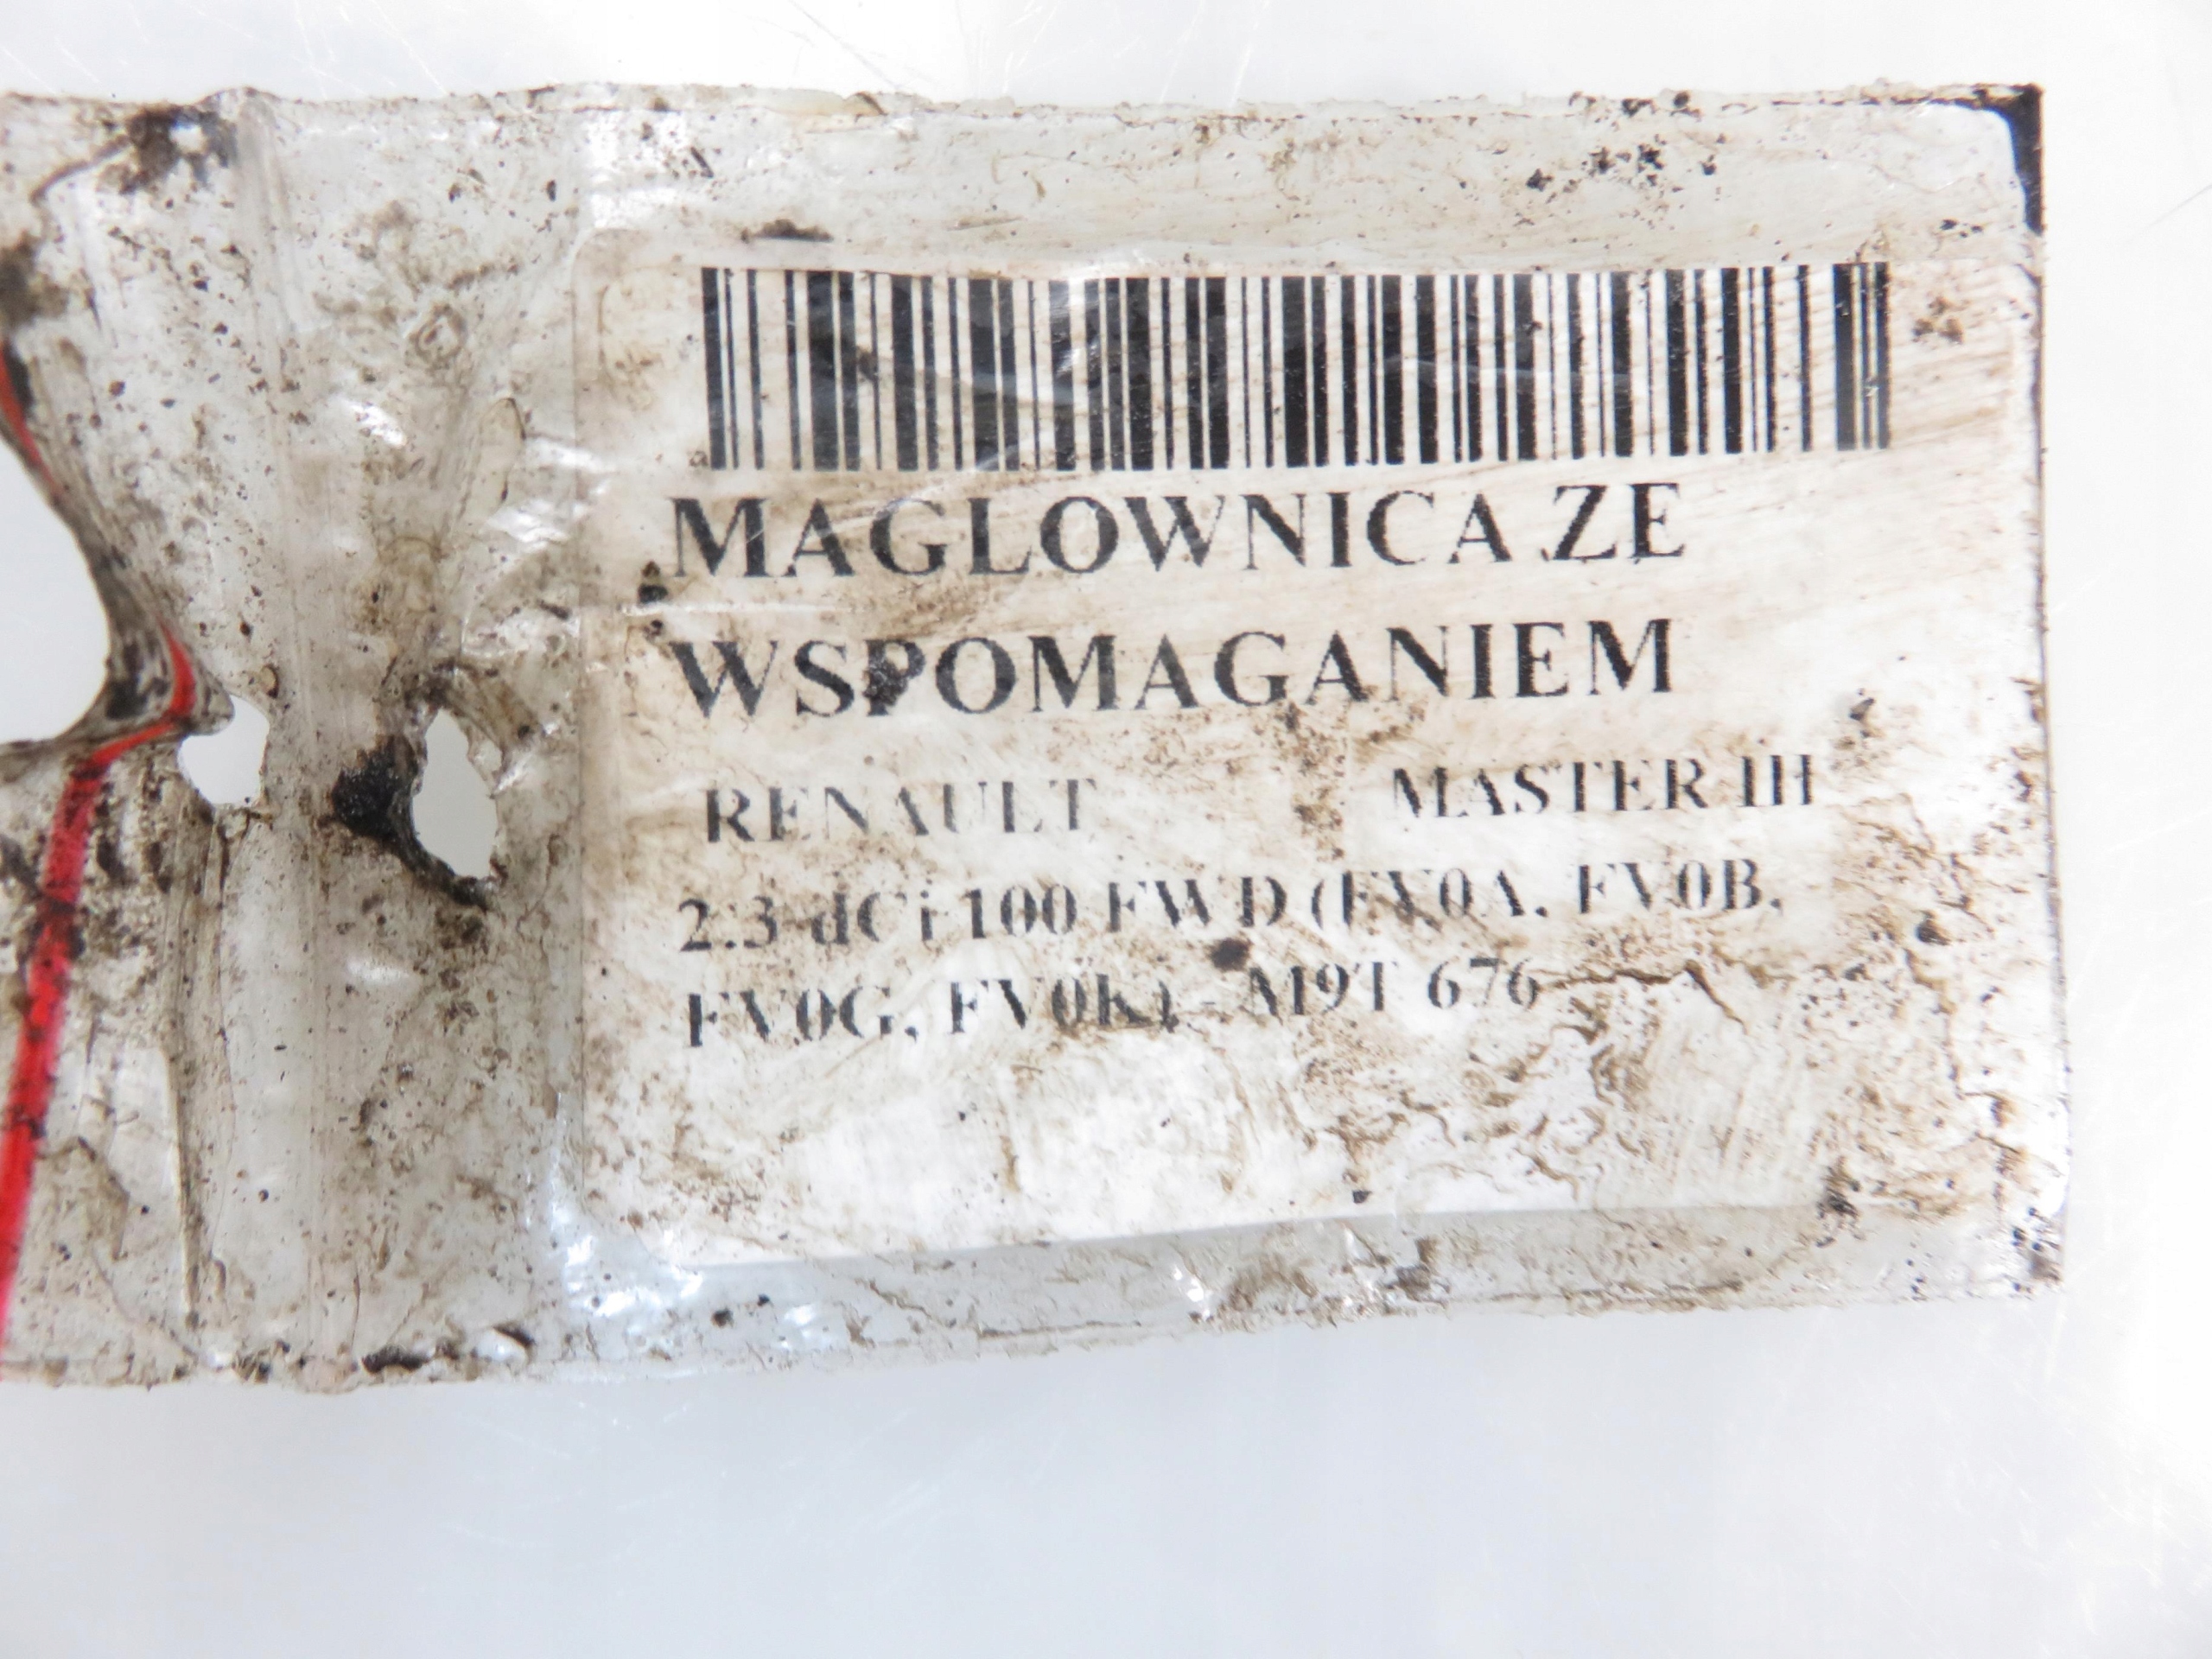 MAGLOWNICA ZE
WSPOMAGANIEM
RENAULT MASTER III
2.3 dCi 100 FWD (FV0A, FV0B,
FV0G, FV0K) - M9T 676